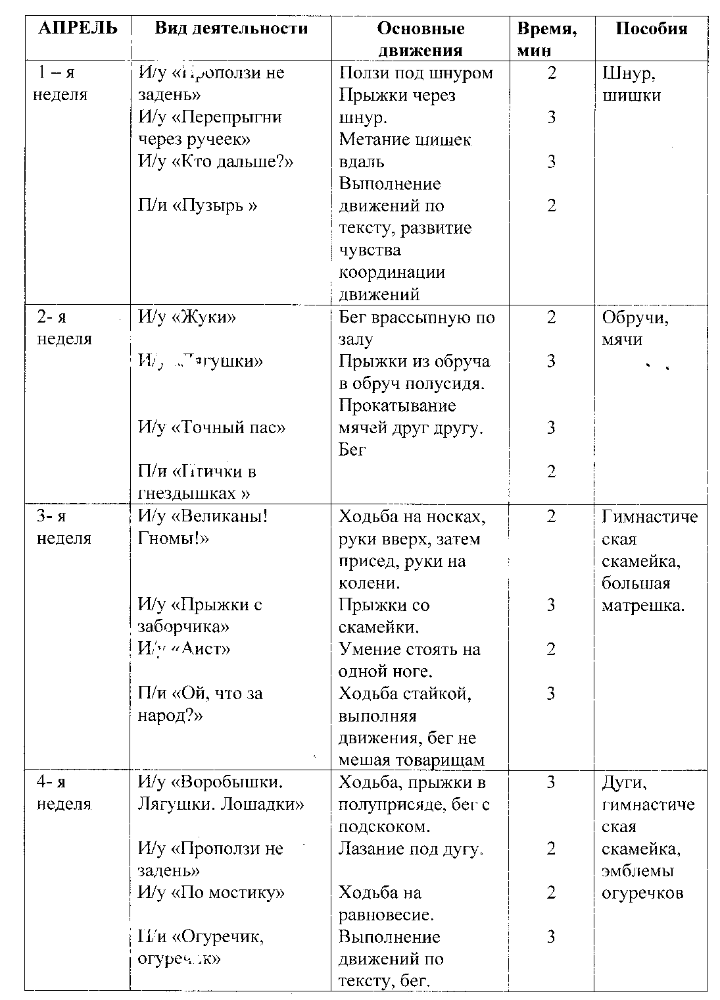 АПРЕЛЬ Вид деятельности Основные движения Время, мин Пособия
1 – я неделя
И/у «Проползи не
задень»
И/у «Перепрыгни
через ручеек»
И/у «Кто дальше?»
П/и «Пузырь »
Ползи под шнуром
Прыжки через
шнур.
Метание шишек
вдаль
Выполнение
движений по
тексту, развитие
чувства
координации
движений
2
3
3
2
Шнур,
шишки
2- я
неделя
И/у «Жуки»
И/у «Лягушки»
И/у «Точный пас»
П/и «Птички в
гнездышках »
Бег врассыпную по
залу
Прыжки из обруча
в обруч полусидя.
Прокатывание
мячей друг другу.
Бег
2
3
3
2
Обручи,
мячи
3- я
неделя
И/у «Великаны!
Гномы!»
И/у «Прыжки с
заборчика»
И/у «Аист»
П/и «Ой, что за
народ?»
Ходьба на носках,
руки вверх, затем
присед, руки на
колени.
Прыжки со
скамейки.
Умение стоять на
одной ноге.
Ходьба стайкой,
выполняя
движения, бег не
мешая товарищам
2
3
2
3
Гимнастиче
ская
скамейка,
большая
матрешка.
4- я
неделя
И/у «Воробышки.
Лягушки. Лошадки»
И/у «Проползи не
задень»
И/у «По мостику»
П/и «Огуречик,
огуречик»
Ходьба, прыжки в
полуприсяде, бег с
подскоком.
Лазание под дугу.
Ходьба на
равновесие.
Выполнение
движений по
тексту, бег.
3
2
2
3
Дуги,
гимнастиче
ская
скамейка,
эмблемы
огуречков